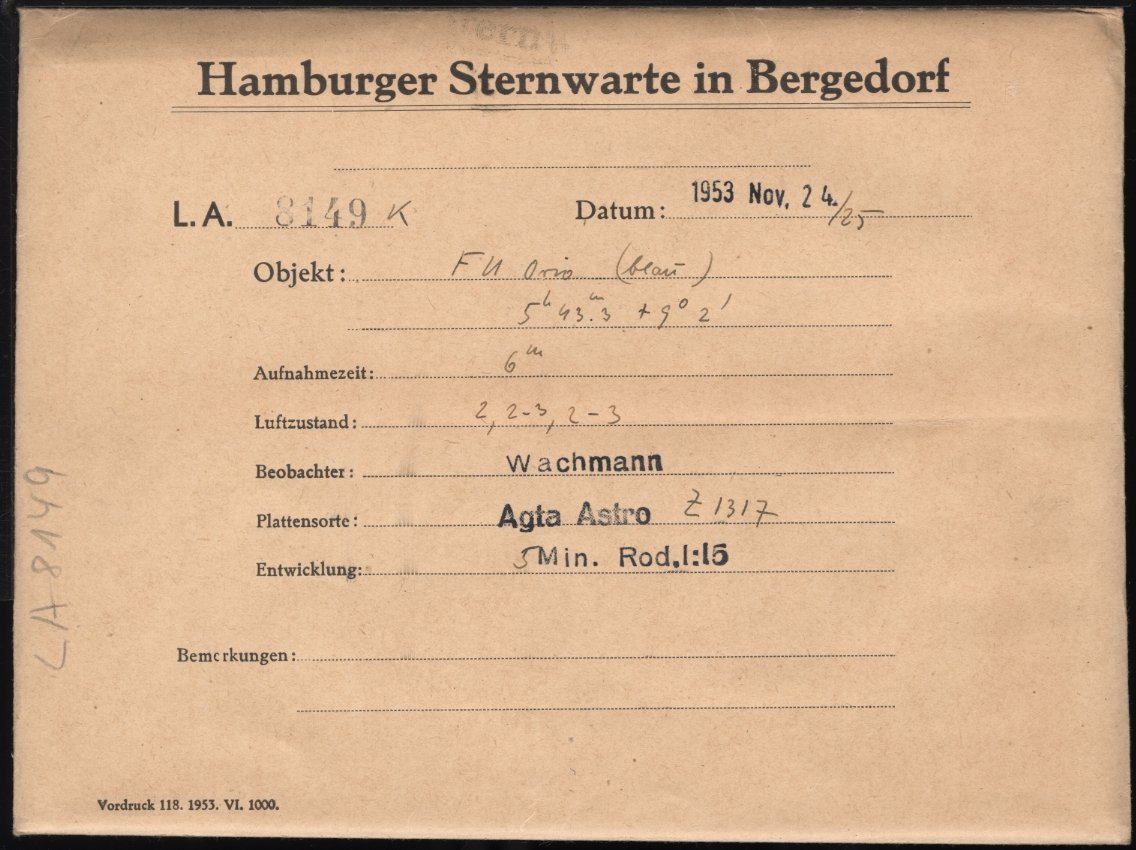 Hamburger Sternwarte in Bergedorf
L.A. 8149 K
Datum: 1953 Nov. 24./25
Objekt: FU Orio (blau)
5h 43m.3 + 9° 2'
Aufnahmezeit: 6m
Luftzustand: 2, 2-3, 2-3
Beobachter: Wachmann
Plattensorte: Agfa Astro Z 1317
Entwicklung: 5 Min. Rod. 1:15
Bemerkungen:
Vordruck 118. 1953. VI. 1000.
LA 8149